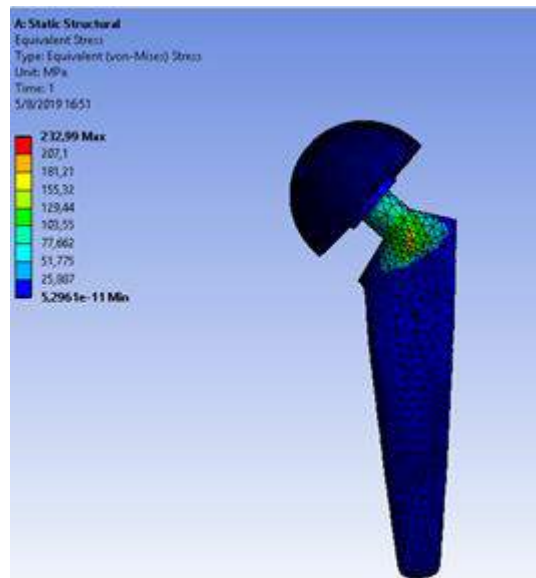 A: Static Structural
Equivalent Stress
Type: Equivalent (von-Mises) Stress
Unit: MPa
Time: 1
5/8/2019 16:51
232,99 Max
207,1
181,21
155,32
129,44
103,55
77,662
51,775
25,887
5,2961e-11 Min